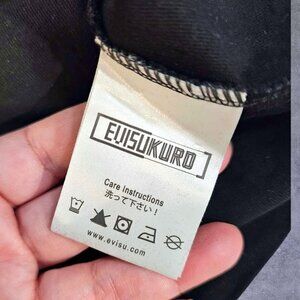 EVISUKURO
Care instructions
洗って下さい！
www.evisu.com